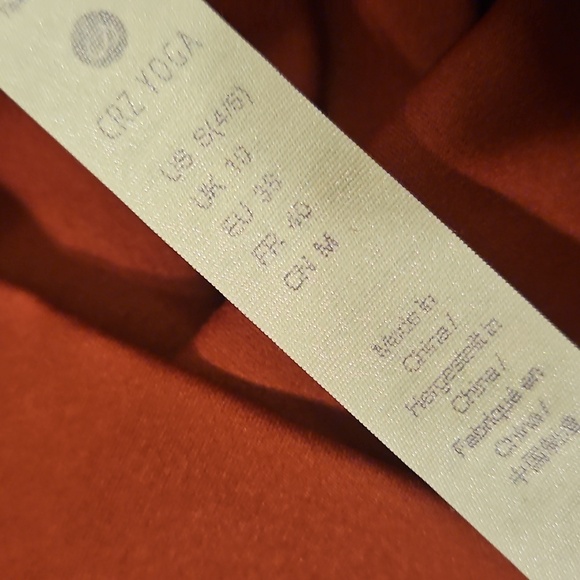 CRZ YOGA
US S(4/6)
UK 10
EU 38
FR 40
CN M
Made in
China /
Hergestellt in
China /
Fabriqué en
China /
中国制造